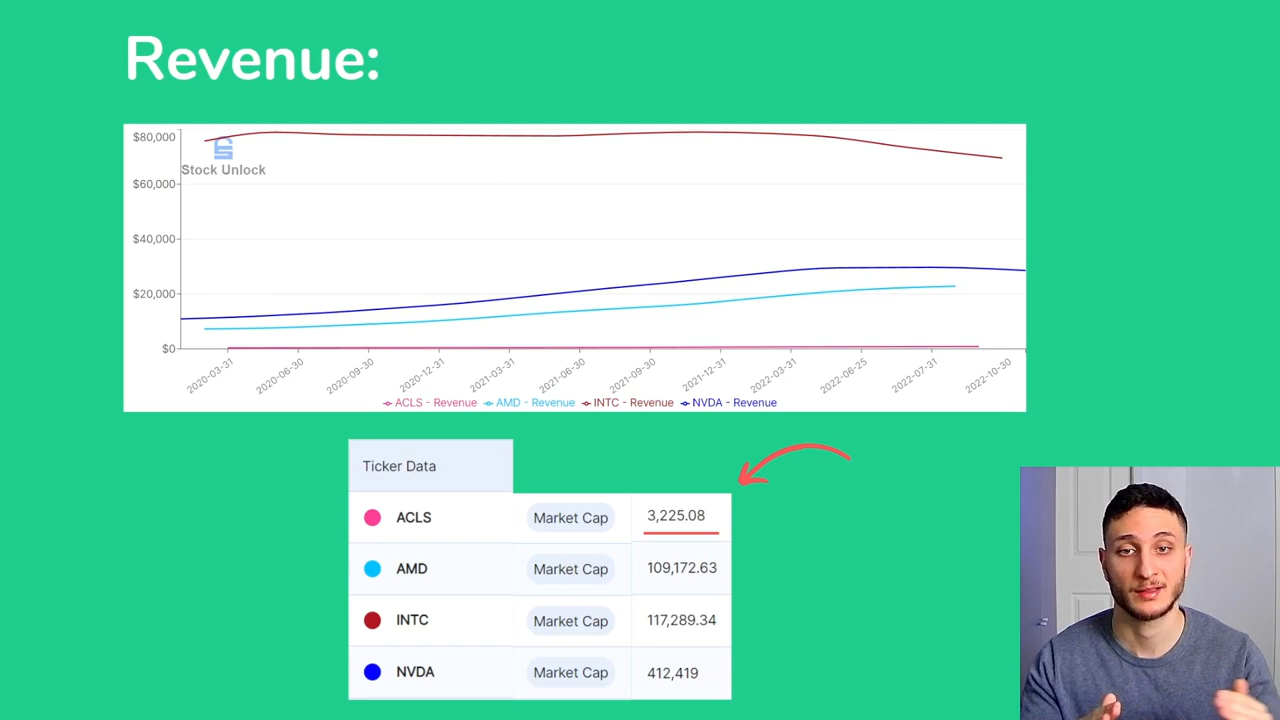 Revenue:
$80,000
Stock Unlock
$60,000
$40,000
$20,000
$0
2020-03-31 2020-06-30 2020-09-30 2020-12-31 2021-03-31 2021-06-30 2021-09-30 2021-12-31 2022-03-31 2022-06-25 2022-07-31 2022-10-30
ACLS - Revenue AMD - Revenue INTC - Revenue NVDA - Revenue
Ticker Data
ACLS Market Cap 3,225.08
AMD Market Cap 109,172.63
INTC Market Cap 117,289.34
NVDA Market Cap 412,419